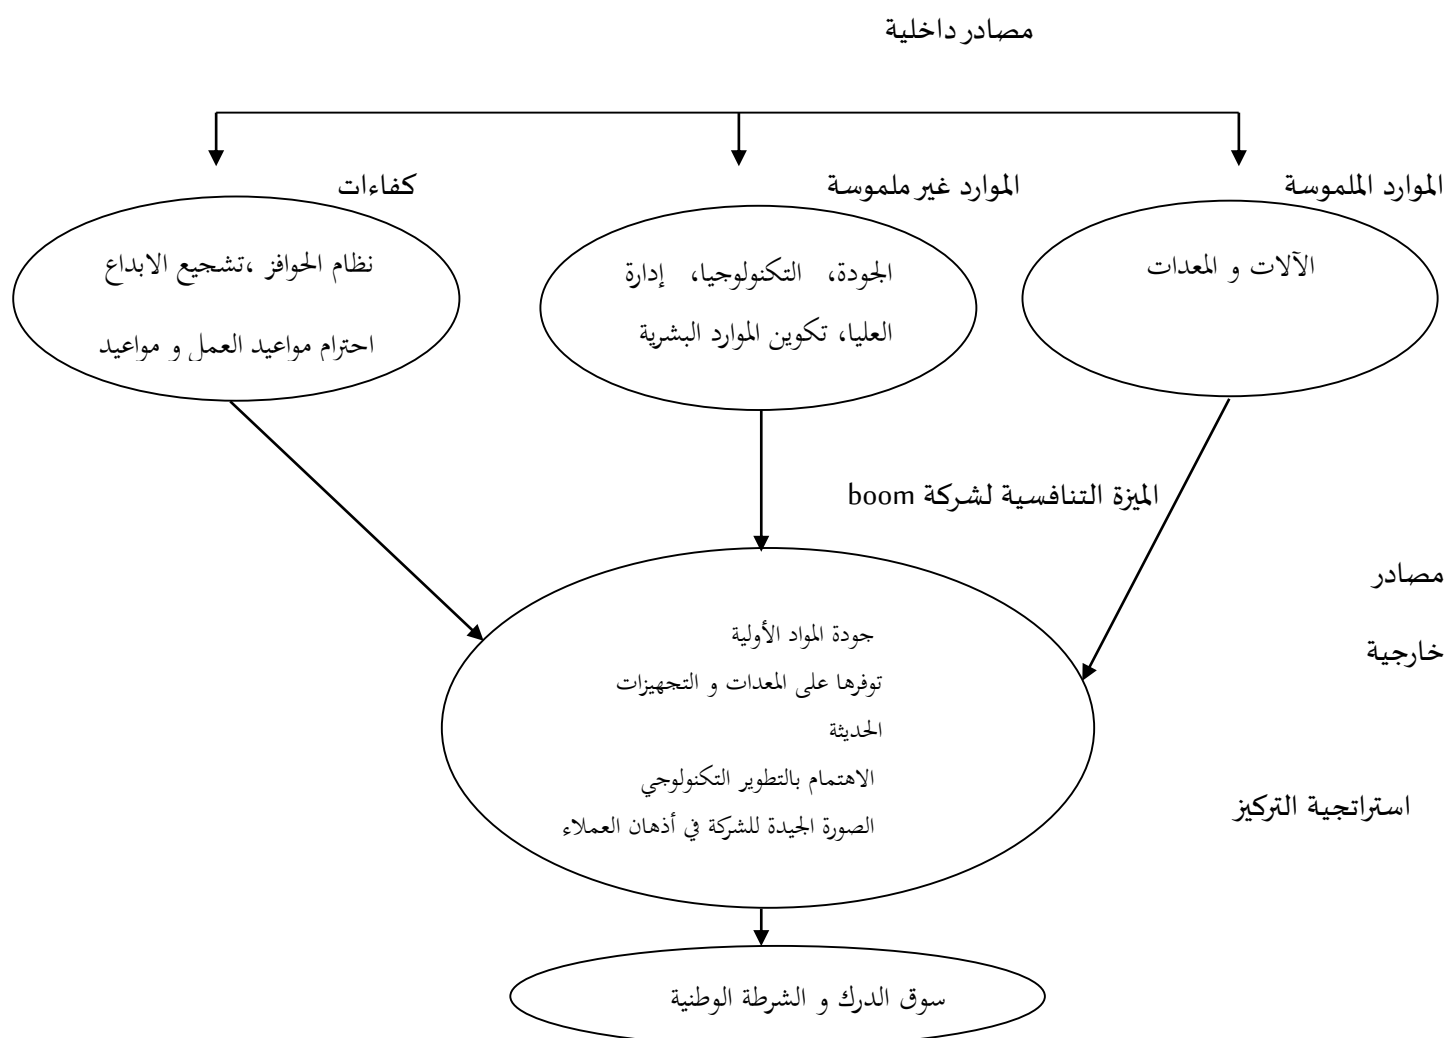 مصادر داخلية
الموارد الملموسة
الموارد غير ملموسة
كفاءات
الآلات و المعدات
الجودة، التكنولوجيا، إدارة
العليا، تكوين الموارد البشرية
نظام الحوافز ،تشجيع الابداع
احترام مواعيد العمل و مواعيد
الميزة التنافسية لشركة boom
مصادر
خارجية
جودة المواد الأولية
توفرها على المعدات و التجهيزات
الحديثة
الاهتمام بالتطوير التكنولوجي
الصورة الجيدة للشركة في أذهان العملاء
استراتجية التركيز
سوق الدرك و الشرطة الوطنية